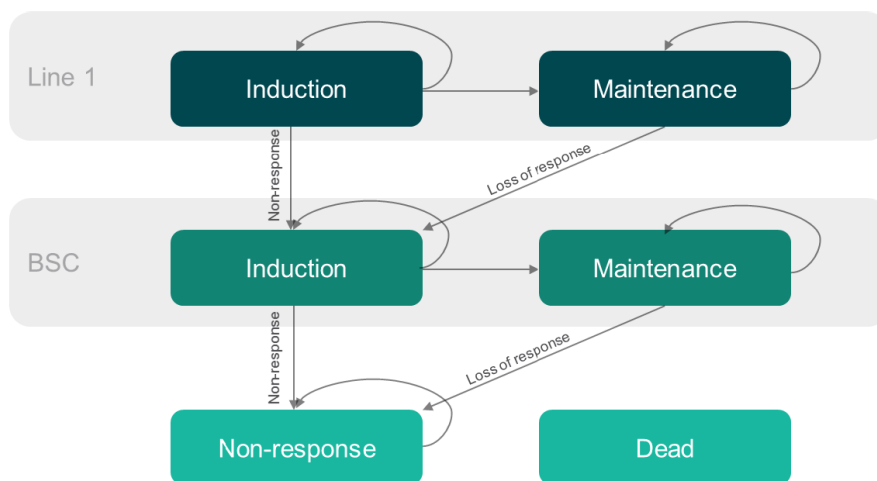 Line 1
Induction
Maintenance
Non-response
Loss of response
BSC
Induction
Maintenance
Non-response
Loss of response
Non-response
Dead